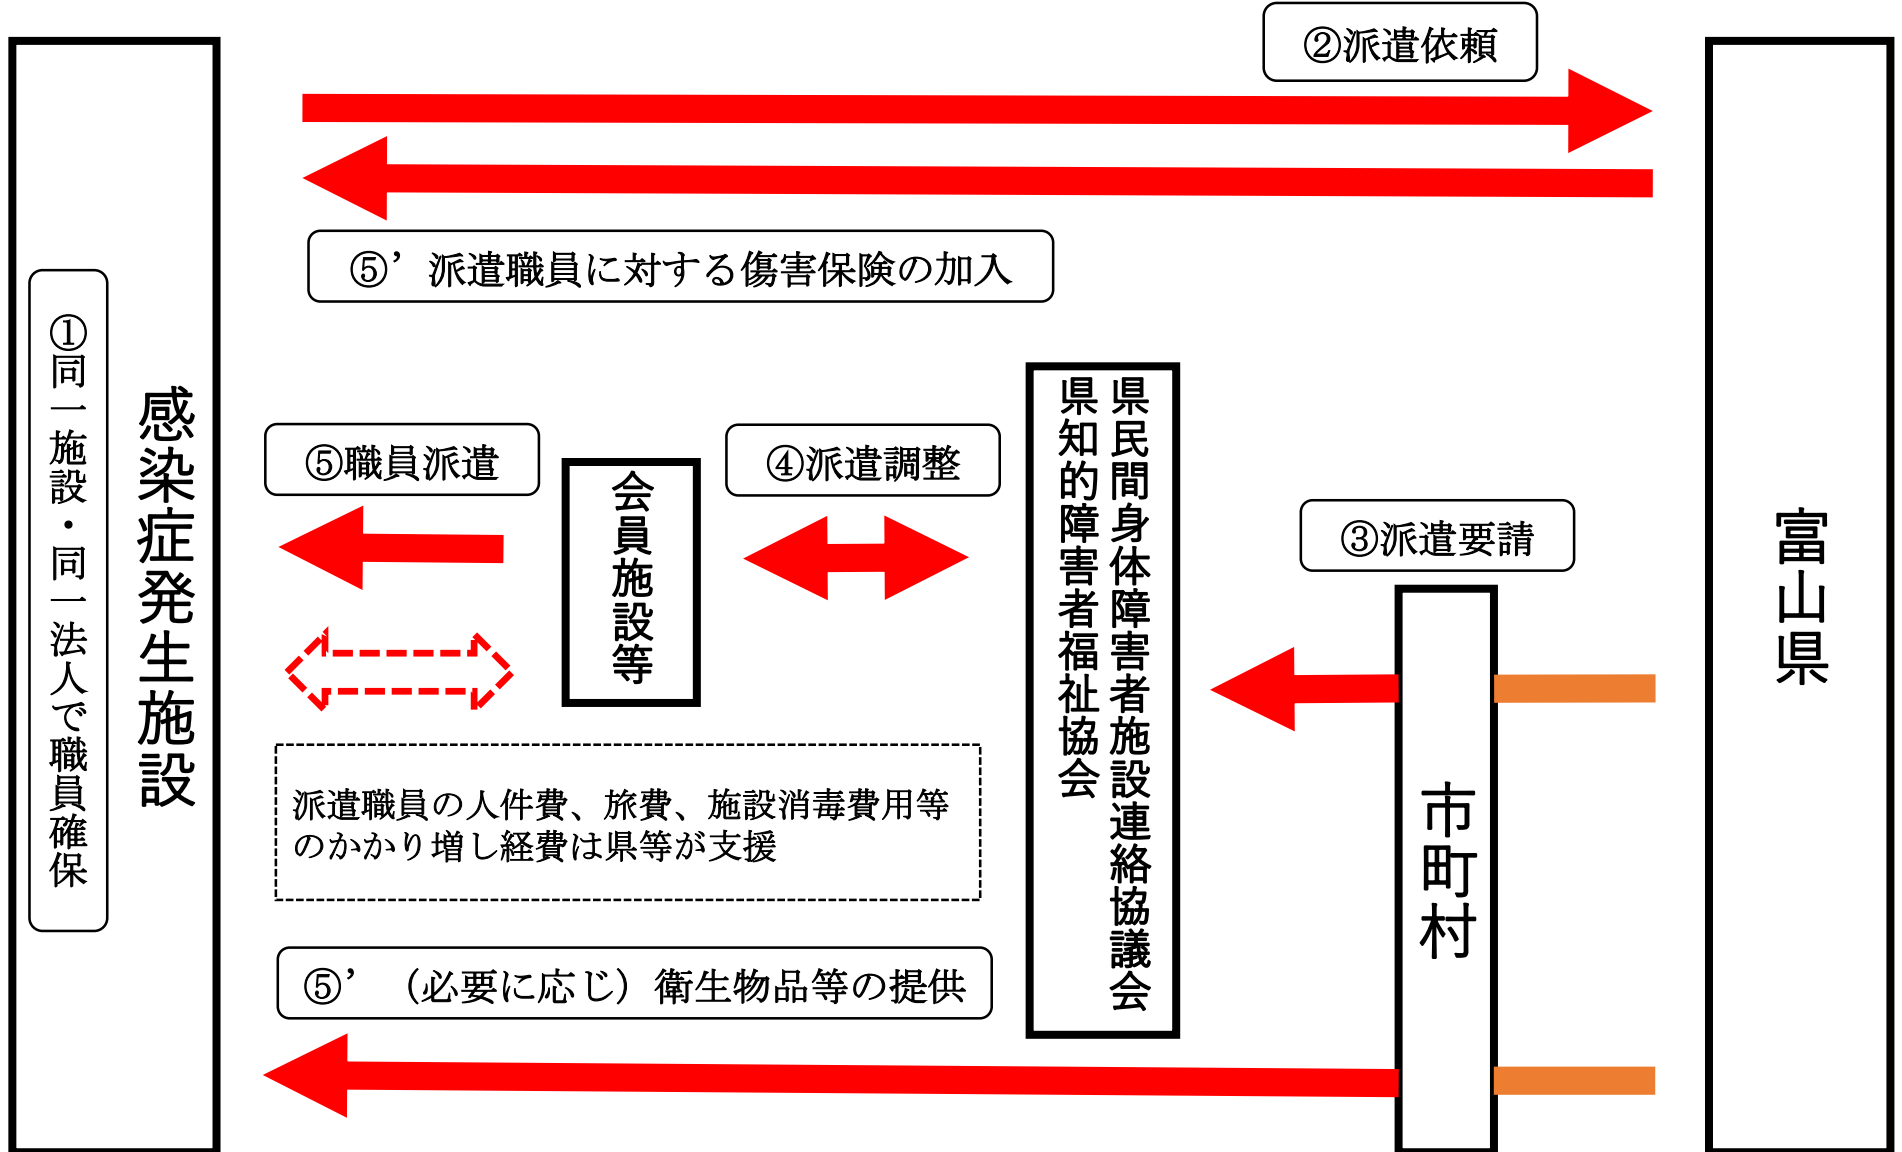 ②派遣依頼
⑤’派遣職員に対する傷害保険の加入
①同一施設・同一法人で職員確保
感染症発生施設
⑤職員派遣
会員施設等
④派遣調整
県民間身体障害者施設連絡協議会
県知的障害者福祉協会
③派遣要請
市町村
富山県
派遣職員の人件費、旅費、施設消毒費用等
のかかり増し経費は県等が支援
⑤’（必要に応じ）衛生物品等の提供